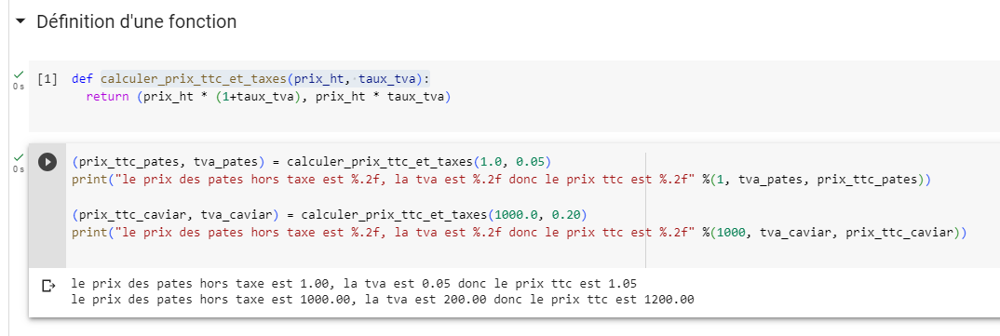 Définition d'une fonction
[1] def calculer_prix_ttc_et_taxes(prix_ht, taux_tva):
return (prix_ht * (1+taux_tva), prix_ht * taux_tva)
0 s
(prix_ttc_pates, tva_pates) = calculer_prix_ttc_et_taxes(1.0, 0.05)
0 s
print("le prix des pates hors taxe est %.2f, la tva est %.2f donc le prix ttc est %.2f" %(1, tva_pates, prix_ttc_pates))
(prix_ttc_caviar, tva_caviar) = calculer_prix_ttc_et_taxes(1000.0, 0.20)
print("le prix des pates hors taxe est %.2f, la tva est %.2f donc le prix ttc est %.2f" %(1000, tva_caviar, prix_ttc_caviar))
le prix des pates hors taxe est 1.00, la tva est 0.05 donc le prix ttc est 1.05
le prix des pates hors taxe est 1000.00, la tva est 200.00 donc le prix ttc est 1200.00